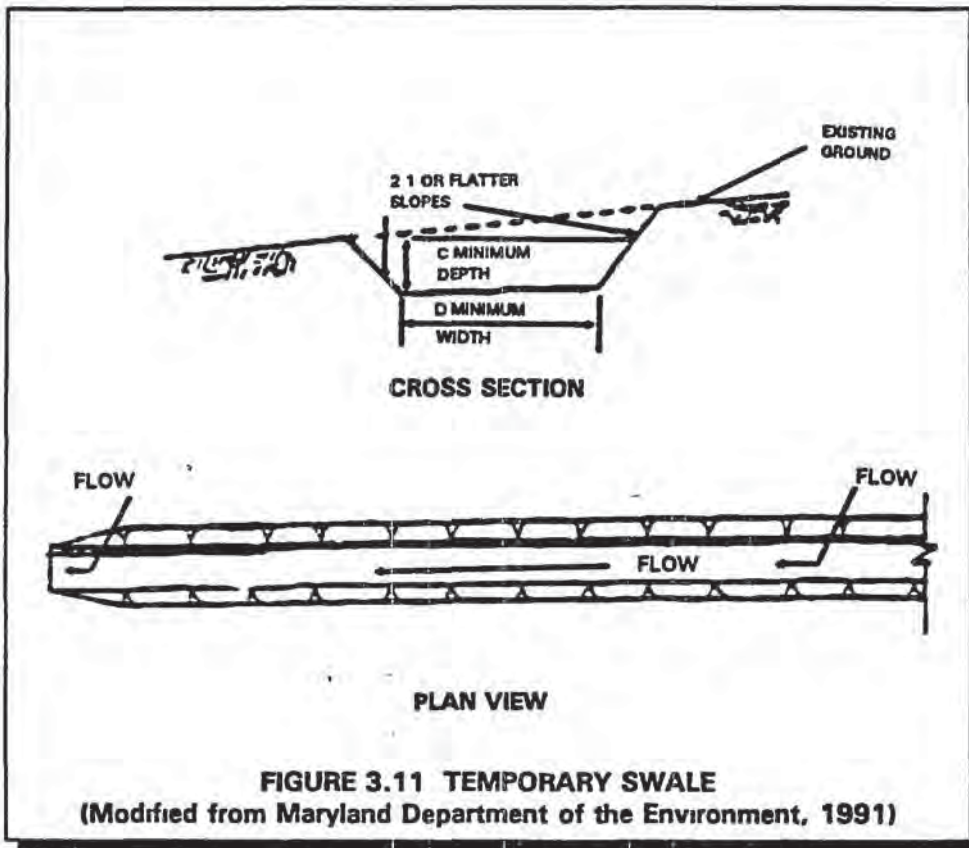 EXISTING
GROUND
2 1 OR FLATTER
SLOPES
C MINIMUM
DEPTH
D MINIMUM
WIDTH
CROSS SECTION
FLOW
FLOW
FLOW
PLAN VIEW
FIGURE 3.11 TEMPORARY SWALE
(Modified from Maryland Department of the Environment, 1991)